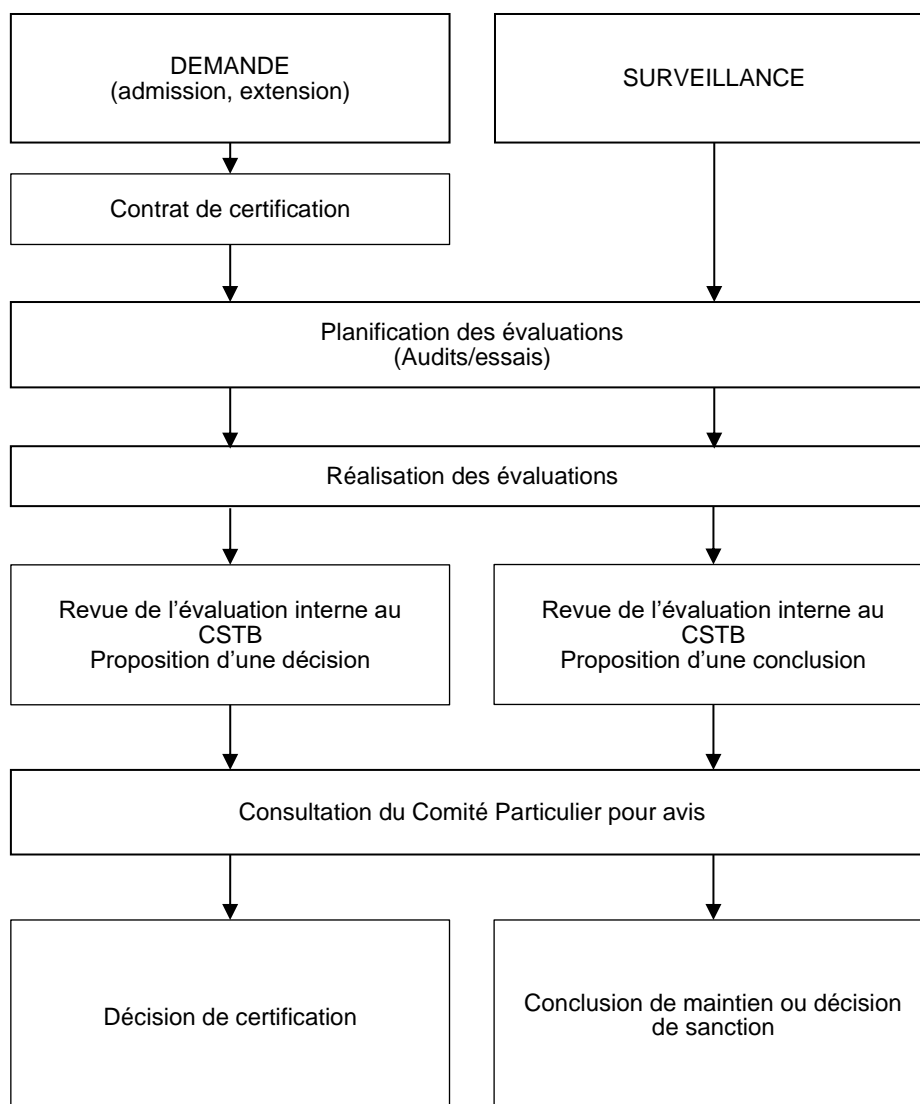 DEMANDE
(admission, extension)
SURVEILLANCE
Contrat de certification
Planification des évaluations
(Audits/essais)
Réalisation des évaluations
Revue de l’évaluation interne au
CSTB
Proposition d’une décision
Revue de l’évaluation interne au
CSTB
Proposition d’une conclusion
Consultation du Comité Particulier pour avis
Décision de certification
Conclusion de maintien ou décision
de sanction